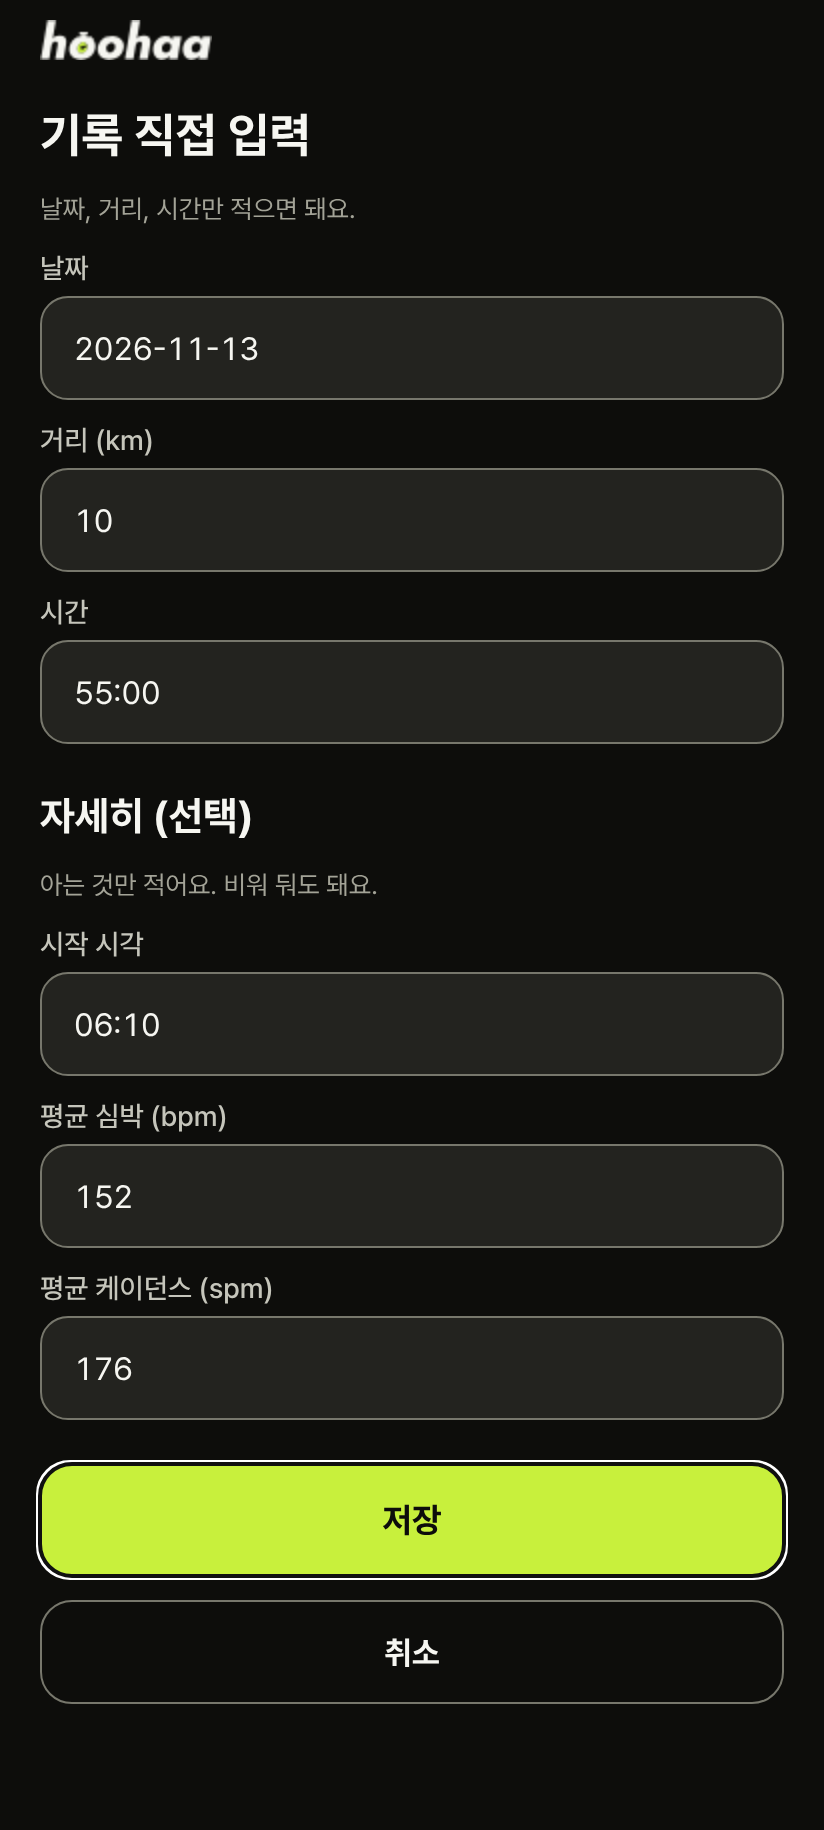 hoohaa
기록 직접 입력
날짜, 거리, 시간만 적으면 돼요.
날짜
2026-11-13
거리 (km)
10
시간
55:00
자세히 (선택)
아는 것만 적어요. 비워 둬도 돼요.
시작 시각
06:10
평균 심박 (bpm)
152
평균 케이던스 (spm)
176
저장
취소